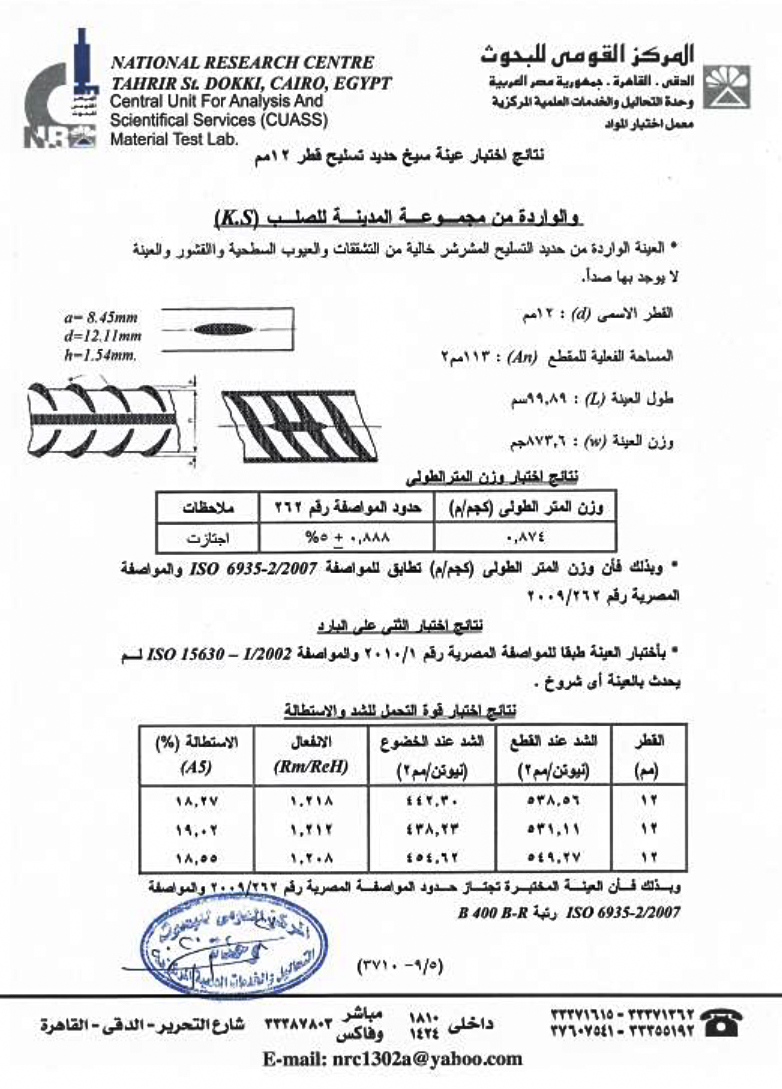 NATIONAL RESEARCH CENTRE
TAHRIR St. DOKKI, CAIRO, EGYPT
Central Unit For Analysis And
Scientifical Services (CUASS)
Material Test Lab.
المركز القومى للبحوث
الدقى . القاهرة . جمهورية مصر العربية
وحدة التحاليل والخدمات العلمية المركزية
معمل اختبار المواد
نتائج اختبار عينة سيخ حديد تسليح قطر ١٢مم
والواردة من مجموعة المدينة للصلب (K.S)
* العينة الواردة من حديد التسليح المشرشر خالية من التشققات والعيوب السطحية واالقشور والعينة
لا يوجد بها صدأ.
القطر الاسمى (d) : ١٢مم
المساحة الفعلية للمقطع (An) : ١١٣مم٢
طول العينة (L) : ٩٩,٨٩سم
وزن العينة (w) : ٨٧٣,٦جم
a= 8.45mm
d=12.11mm
h=1.54mm.
نتائج اختبار وزن المترالطولى
وزن المتر الطولى (كجم/م) حدود المواصفة رقم ٢٦٢ ملاحظات
٠,٨٧٤ ٠,٨٨٨ ± ٥% اجتازت
* وبذلك فأن وزن المتر الطولى (كجم/م) تطابق للمواصفة ISO 6935-2/2007 والمواصفة
المصرية رقم ٢٠٠٩/٢٦٢
نتائج إختبار الثنى على البارد
* بأختبار العينة طبقا للمواصفة المصرية رقم ٢٠١٠/١ والمواصفة ISO 15630 – 1/2002 لم
يحدث بالعينة أى شروخ .
نتائج إختبار قوة التحمل للشد والاستطالة
القطر (مم) الشد عند القطع (نيوتن/مم٢) الشد عند الخضوع (نيوتن/مم٢) الانفعال (Rm/ReH) الاستطالة (%) (A5)
١٢ ٥٣٨,٥٦ ٤٤٢,٣٠ ١,٢١٨ ١٨,٢٧
١٢ ٥٣١,١١ ٤٣٨,٢٣ ١,٢١٢ ١٩,٠٢
١٢ ٥٤٩,٢٧ ٤٥٤,٦٢ ١,٢٠٨ ١٨,٥٥
وبذلك فأن العينة المختبرة تجتاز حدود المواصفة المصرية رقم ٢٠٠٩/٢٦٢ والمواصفة
ISO 6935-2/2007 رتبة B 400 B-R
(٩/٥- ٣٧١٠)
٣٣٣٧١٣٦٢ - ٣٣٣٧١٦١٥
٣٣٣٥٥١٩٢ - ٣٧٦٠٧٥٤١
داخلى ١٨١٠
١٤٢٤
مباشر
وفاكس
٣٣٣٨٧٨٠٣
شارع التحرير - الدقى - القاهرة
E-mail: nrc1302a@yahoo.com